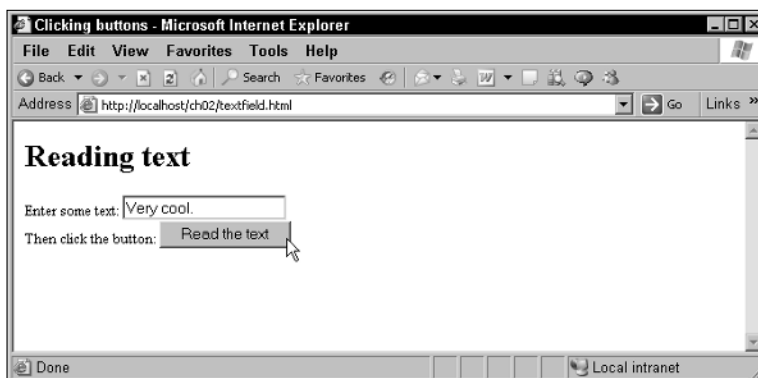 Clicking buttons - Microsoft Internet Explorer
File Edit View Favorites Tools Help
Back Search Favorites W
Address http://localhost/ch02/textfield.html Go Links »
Reading text
Enter some text: Very cool.
Then click the button: Read the text
Done Local intranet